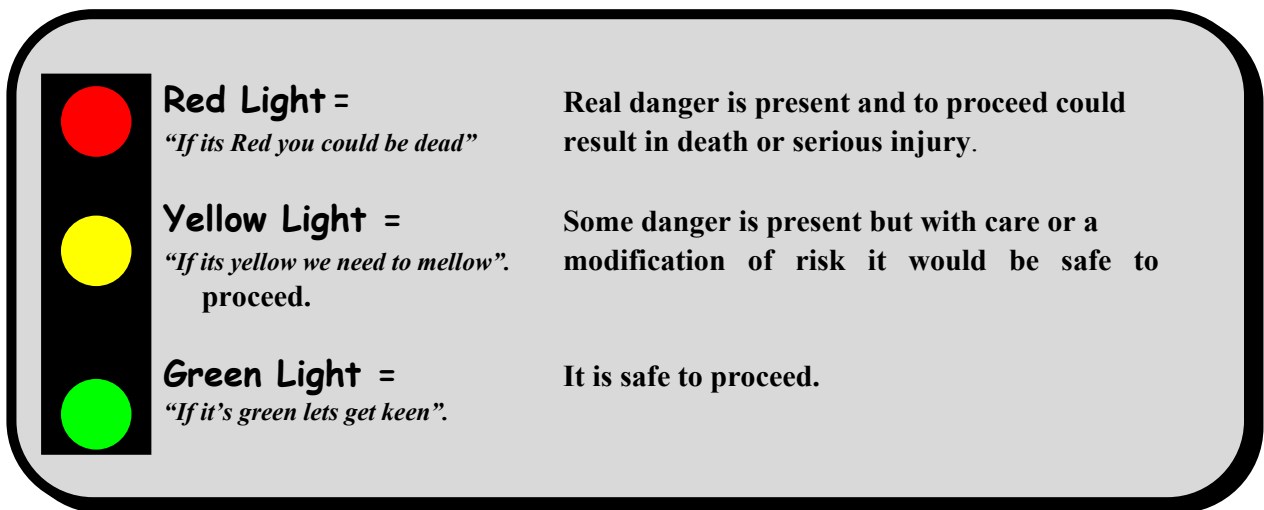 Red Light = Real danger is present and to proceed could
“If its Red you could be dead” result in death or serious injury.
Yellow Light = Some danger is present but with care or a
“If its yellow we need to mellow”. modification of risk it would be safe to
proceed.
Green Light = It is safe to proceed.
“If it’s green lets get keen”.